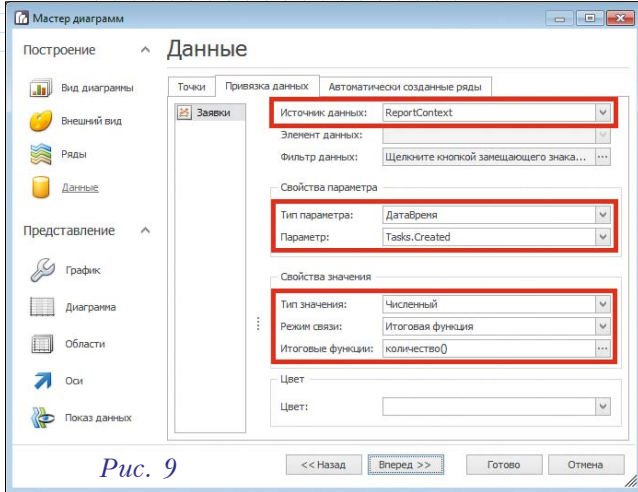 Мастер диаграмм
Построение
Вид диаграммы
Внешний вид
Ряды
Данные
Представление
График
Диаграмма
Области
Оси
Показ данных
Данные
Точки Привязка данных Автоматически созданные ряды
Заявки
Источник данных: ReportContext
Элемент данных:
Фильтр данных: Щелкните кнопкой замещающего знака... ...
Свойства параметра
Тип параметра: ДатаВремя
Параметр: Tasks.Created
Свойства значения
Тип значения: Численный
Режим связи: Итоговая функция
Итоговые функции: количество() ...
Цвет
Цвет:
Рис. 9
<< Назад Вперед >> Готово Отмена